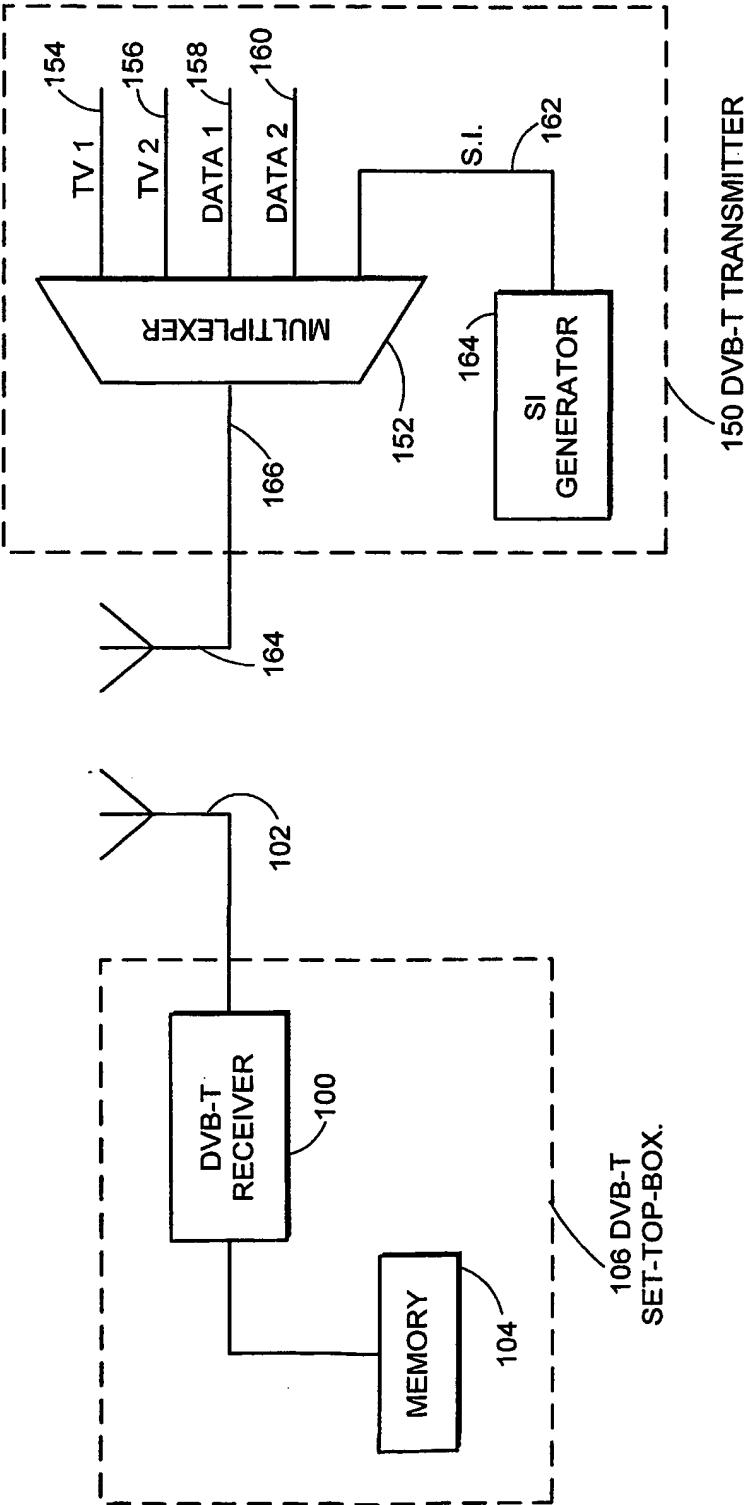 154
TV 1
156
TV 2
158
DATA 1
160
DATA 2
S.I.
162
MULTIPLEXER
152
166
164
SI
GENERATOR
150 DVB-T TRANSMITTER
164
102
DVB-T
RECEIVER
100
MEMORY
104
106 DVB-T
SET-TOP-BOX.